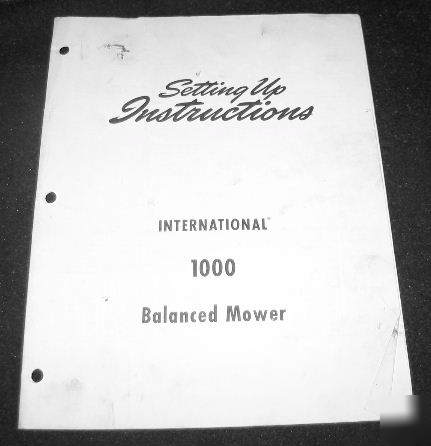 Setting Up
Instructions
INTERNATIONAL
1000
Balanced Mower